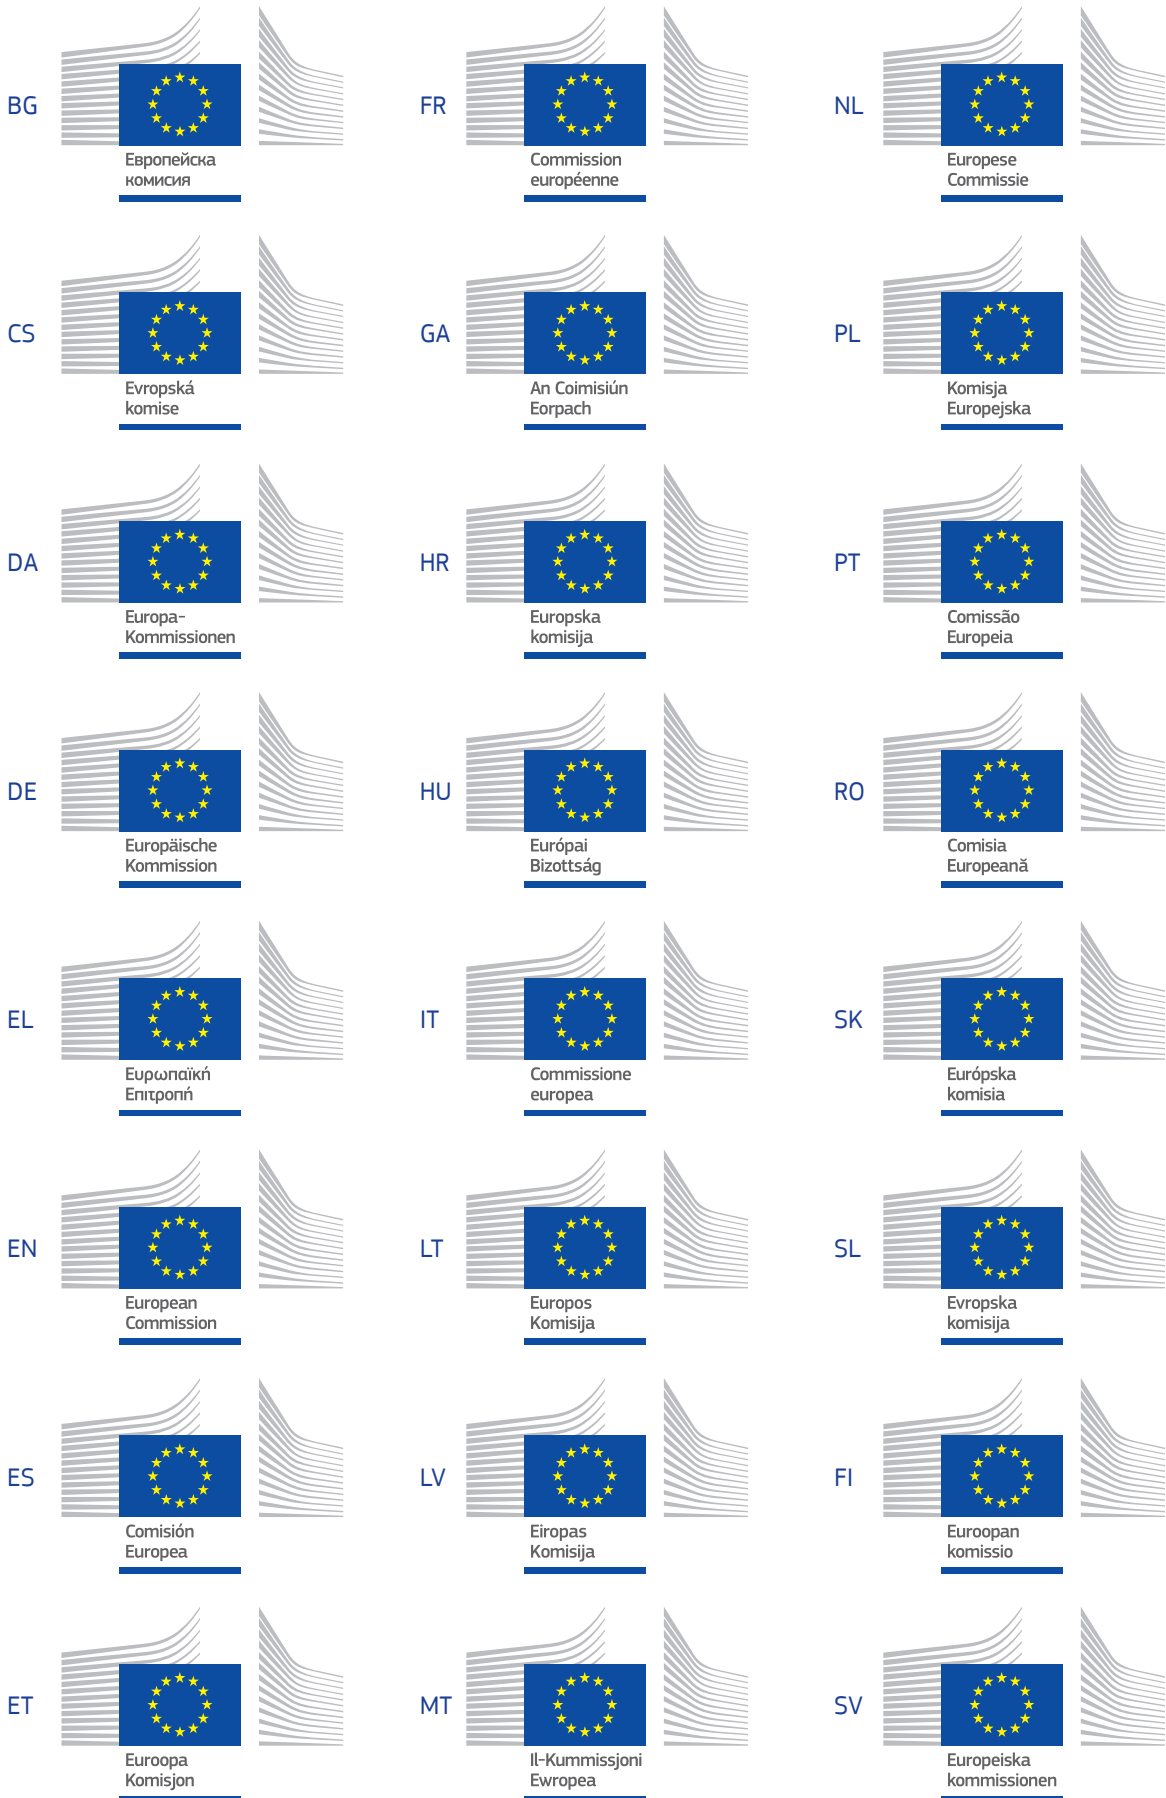 BG
Европейска
комисия
FR
Commission
européenne
NL
Europese
Commissie
CS
Evropská
komise
GA
An Coimisiún
Eorpach
PL
Komisja
Europejska
DA
Europa-
Kommissionen
HR
Europska
komisija
PT
Comissão
Europeia
DE
Europäische
Kommission
HU
Európai
Bizottság
RO
Comisia
Europeană
EL
Ευρωπαϊκή
Επιτροπή
IT
Commissione
europea
SK
Európska
komisia
EN
European
Commission
LT
Europos
Komisija
SL
Evropska
komisija
ES
Comisión
Europea
LV
Eiropas
Komisija
FI
Euroopan
komissio
ET
Euroopa
Komisjon
MT
Il-Kummissjoni
Ewropea
SV
Europeiska
kommissionen